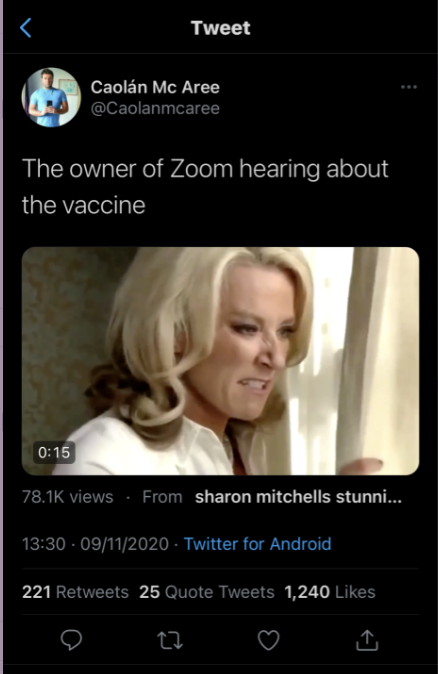 Tweet
Caolán Mc Aree
@Caolanmcaree
The owner of Zoom hearing about
the vaccine
0:15
78.1K views · From sharon mitchells stunni...
13:30 · 09/11/2020 · Twitter for Android
221 Retweets 25 Quote Tweets 1,240 Likes